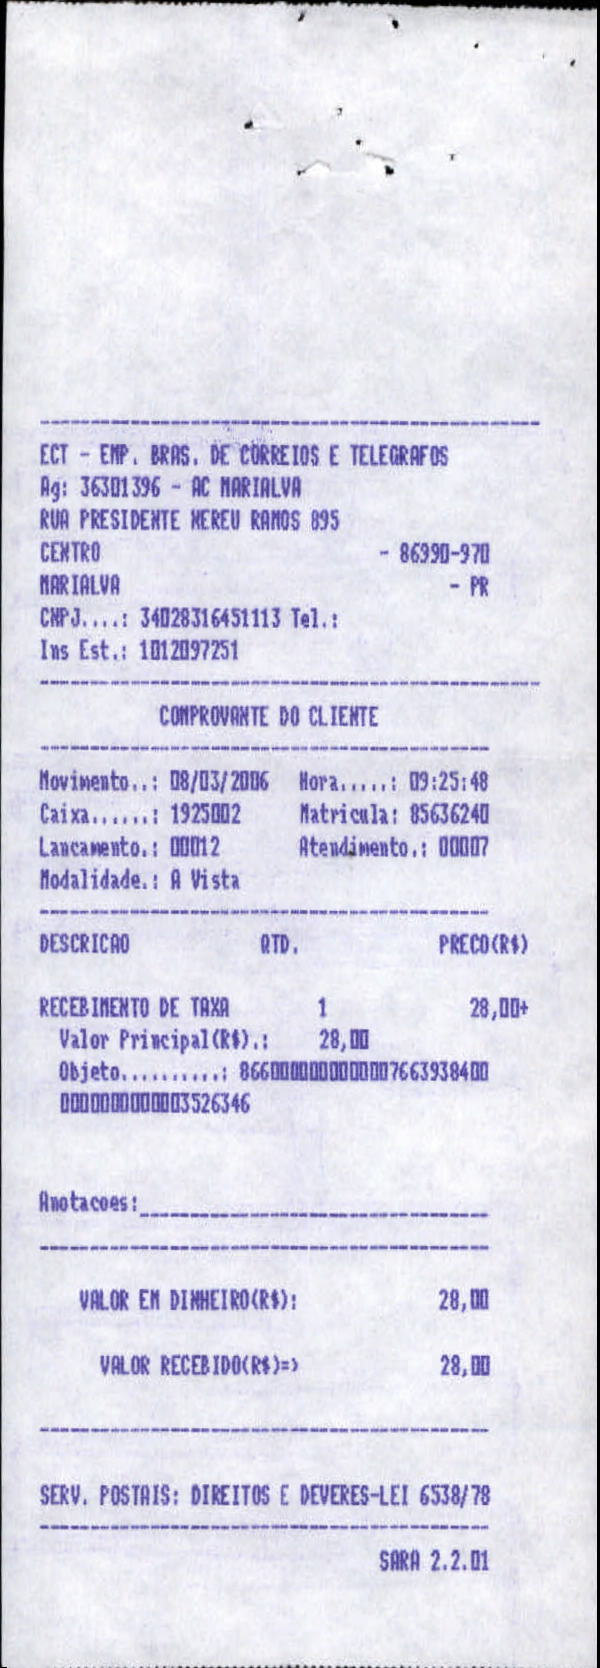 ECT - EMP. BRAS. DE CORREIOS E TELEGRAFOS
Ag: 36301396 - AC MARIALVA
RUA PRESIDENTE NEREU RAMOS 895
CENTRO - 86990-970
MARIALVA - PR
CNPJ....: 34028316451113 Tel.:
Ins Est.: 1012097251
COMPROVANTE DO CLIENTE
Movimento..: 08/03/2006 Hora.....: 09:25:48
Caixa......: 1925002 Matricula: 85636240
Lancamento.: 00012 Atendimento.: 00007
Modalidade.: A Vista
DESCRICAO QTD. PRECO(R$)
RECEBIMENTO DE TAXA 1 28,00+
Valor Principal(R$).: 28,00
Objeto..........: 8660000000000007663938400
0000000000003526346
Anotacoes:
VALOR EM DINHEIRO(R$): 28,00
VALOR RECEBIDO(R$)=> 28,00
SERV. POSTAIS: DIREITOS E DEVERES-LEI 6538/78
SARA 2.2.01